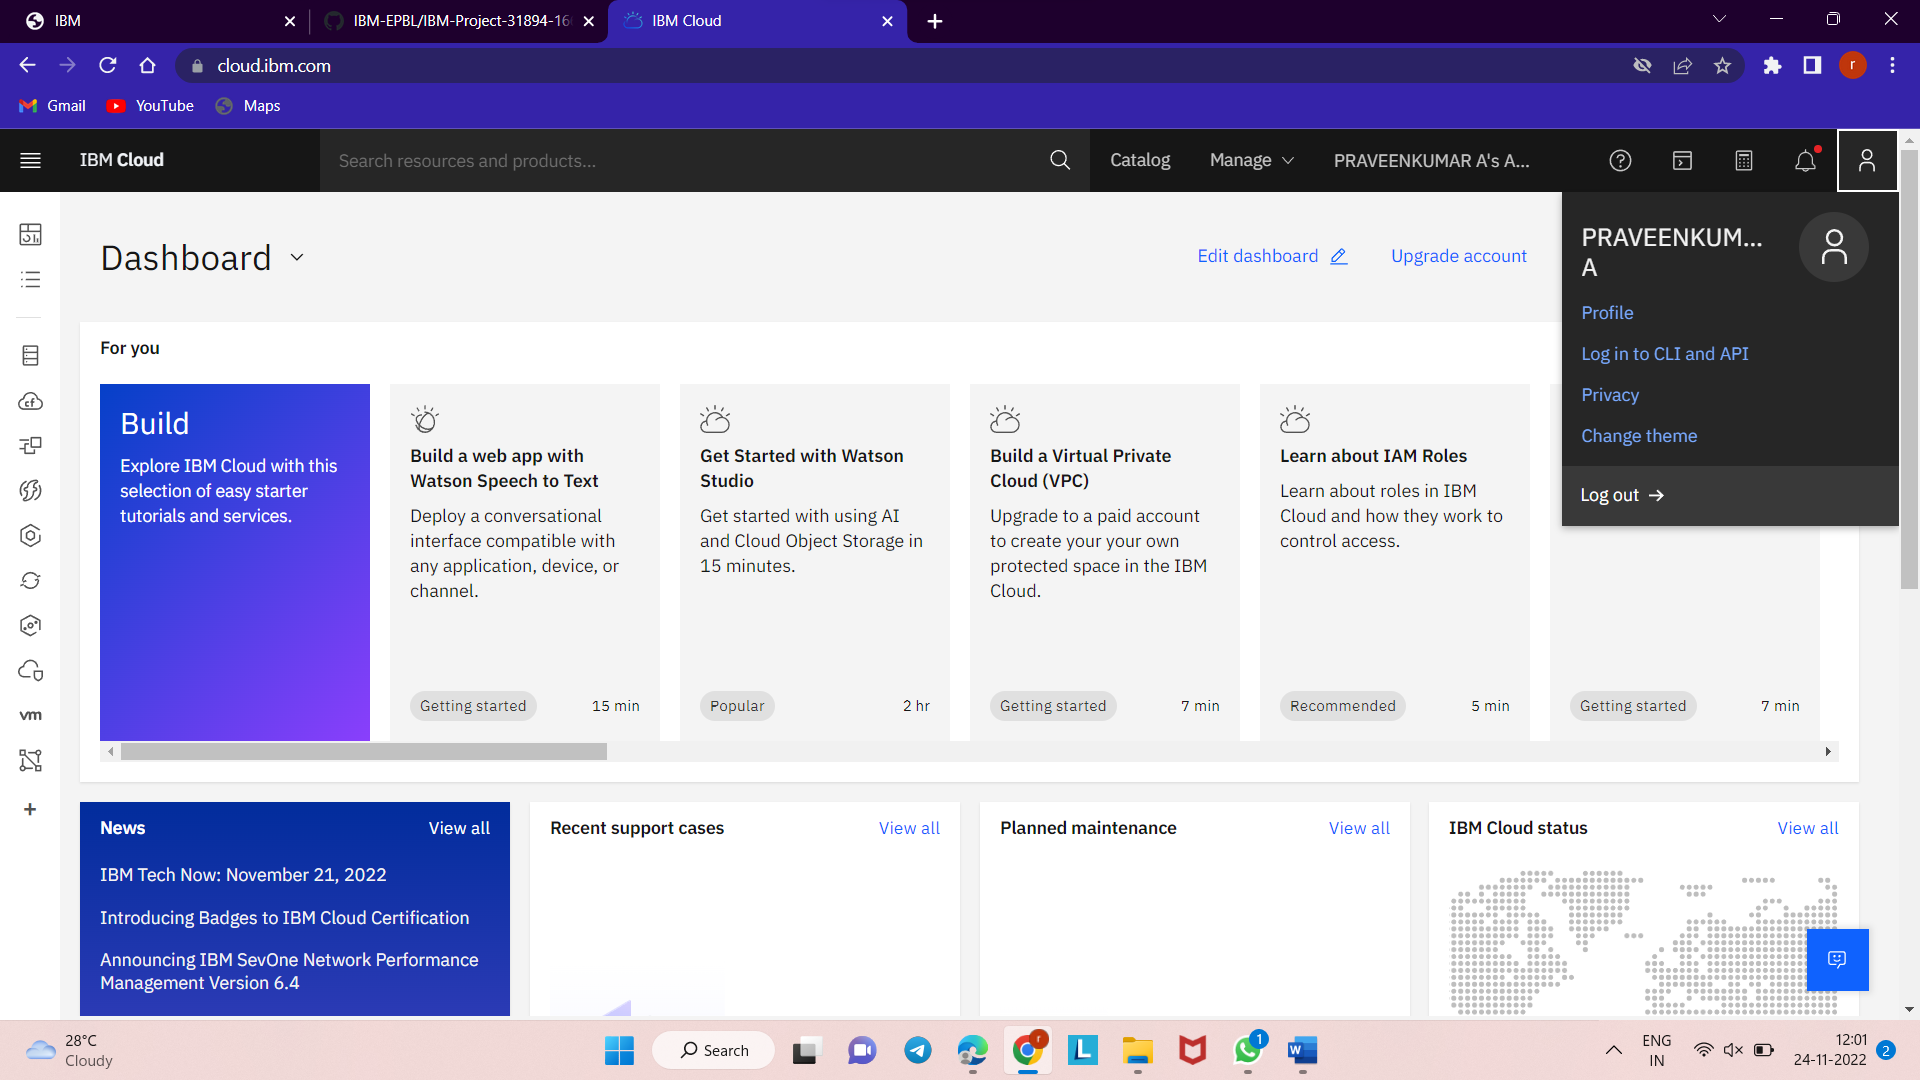 IBM
IBM-EPBL/IBM-Project-31894-16
IBM Cloud
cloud.ibm.com
r
Gmail
YouTube
Maps
IBM Cloud
Search resources and products...
Catalog
Manage
PRAVEENKUMAR A's A...
Dashboard
Edit dashboard
Upgrade account
PRAVEENKUM...
A
Profile
Log in to CLI and API
Privacy
Change theme
Log out
For you
Build
Explore IBM Cloud with this
selection of easy starter
tutorials and services.
Build a web app with
Watson Speech to Text
Deploy a conversational
interface compatible with
any application, device, or
channel.
Getting started
15 min
Get Started with Watson
Studio
Get started with using AI
and Cloud Object Storage in
15 minutes.
Popular
2 hr
Build a Virtual Private
Cloud (VPC)
Upgrade to a paid account
to create your your own
protected space in the IBM
Cloud.
Getting started
7 min
Learn about IAM Roles
Learn about roles in IBM
Cloud and how they work to
control access.
Recommended
5 min
Getting started
7 min
cf
vm
News
View all
IBM Tech Now: November 21, 2022
Introducing Badges to IBM Cloud Certification
Announcing IBM SevOne Network Performance
Management Version 6.4
Recent support cases
View all
Planned maintenance
View all
IBM Cloud status
View all
28°C
Cloudy
Search
r
L
1
W
ENG
IN
12:01
24-11-2022
2